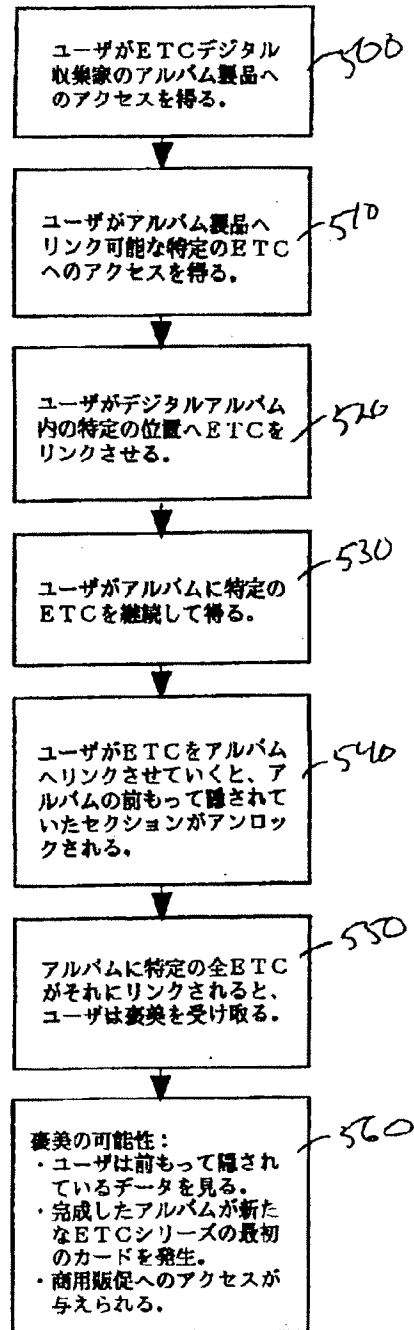 ユーザがETCデジタル
収集家のアルバム製品へ
のアクセスを得る。
500
ユーザがアルバム製品へ
リンク可能な特定のETC
へのアクセスを得る。
510
ユーザがデジタルアルバム
内の特定の位置へETCを
リンクさせる。
520
ユーザがアルバムに特定の
ETCを継続して得る。
530
ユーザがETCをアルバム
へリンクさせていくと、ア
ルバムの前もって隠されて
いたセクションがアンロッ
クされる。
540
アルバムに特定の全ETC
がそれにリンクされると、
ユーザは褒美を受け取る。
550
褒美の可能性：
・ユーザは前もって隠され
ているデータを見る。
・完成したアルバムが新た
なETCシリーズの最初
のカードを発生。
・商用販促へのアクセスが
与えられる。
560